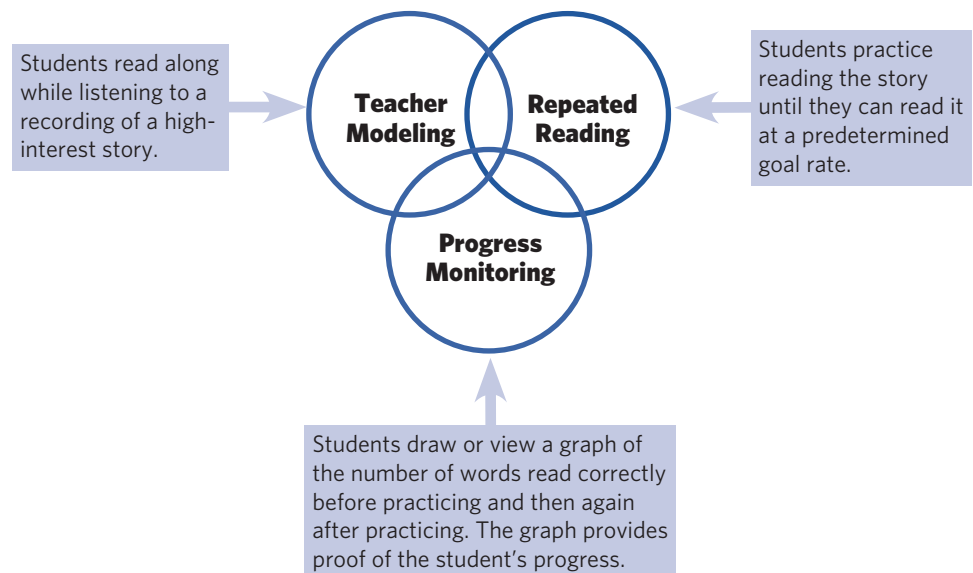 Students read along
while listening to a
recording of a high-
interest story.
Teacher
Modeling
Repeated
Reading
Students practice
reading the story
until they can read it
at a predetermined
goal rate.
Progress
Monitoring
Students draw or view a graph of
the number of words read correctly
before practicing and then again
after practicing. The graph provides
proof of the student’s progress.